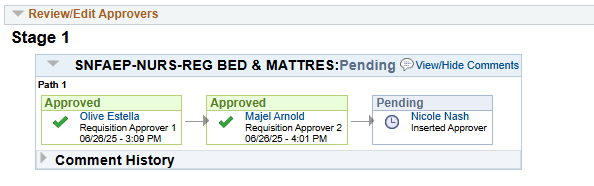 Review/Edit Approvers
Stage 1
SNFAEP-NURS-REG BED & MATTRES:Pending View/Hide Comments
Path 1
Approved
Olive Estella
Requisition Approver 1
06/26/25 - 3:09 PM
Approved
Majel Arnold
Requisition Approver 2
06/26/25 - 4:01 PM
Pending
Nicole Nash
Inserted Approver
Comment History